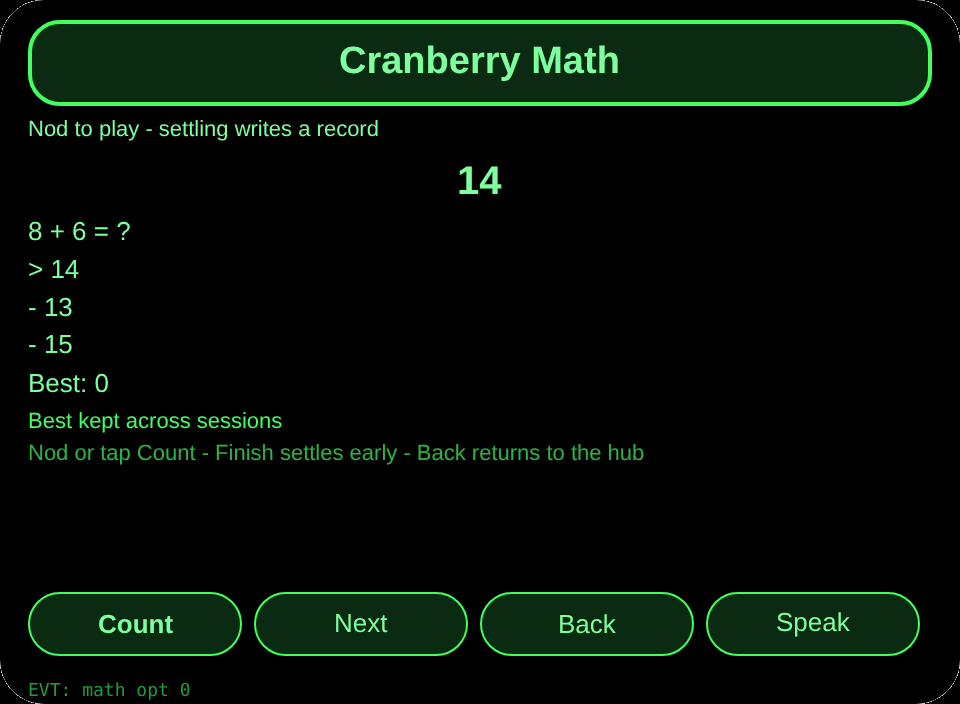 Cranberry Math
Nod to play - settling writes a record
14
8 + 6 = ?
> 14
- 13
- 15
Best: 0
Best kept across sessions
Nod or tap Count - Finish settles early - Back returns to the hub
Count Next Back Speak
EVT: math opt 0